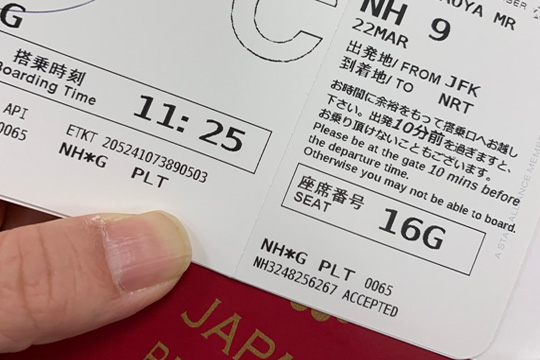 G
C
搭乗時刻
Boarding Time
11:25
API
0065
ETKT 205241073890503
NH*G PLT
MR
NH 9
22MAR
出発地/FROM JFK
到着地/TO NRT
お時間に余裕をもって搭乗口へお越し
下さい。出発10分前を過ぎますと、
お乗り頂けないこともございます。
Please be at the gate 10 mins before
the departure time.
Otherwise you may not be able to board.
座席番号
SEAT
16G
NH*G PLT 0065
NH3248256267 ACCEPTED
A STAR ALLIANCE MEMBER
JAPAN